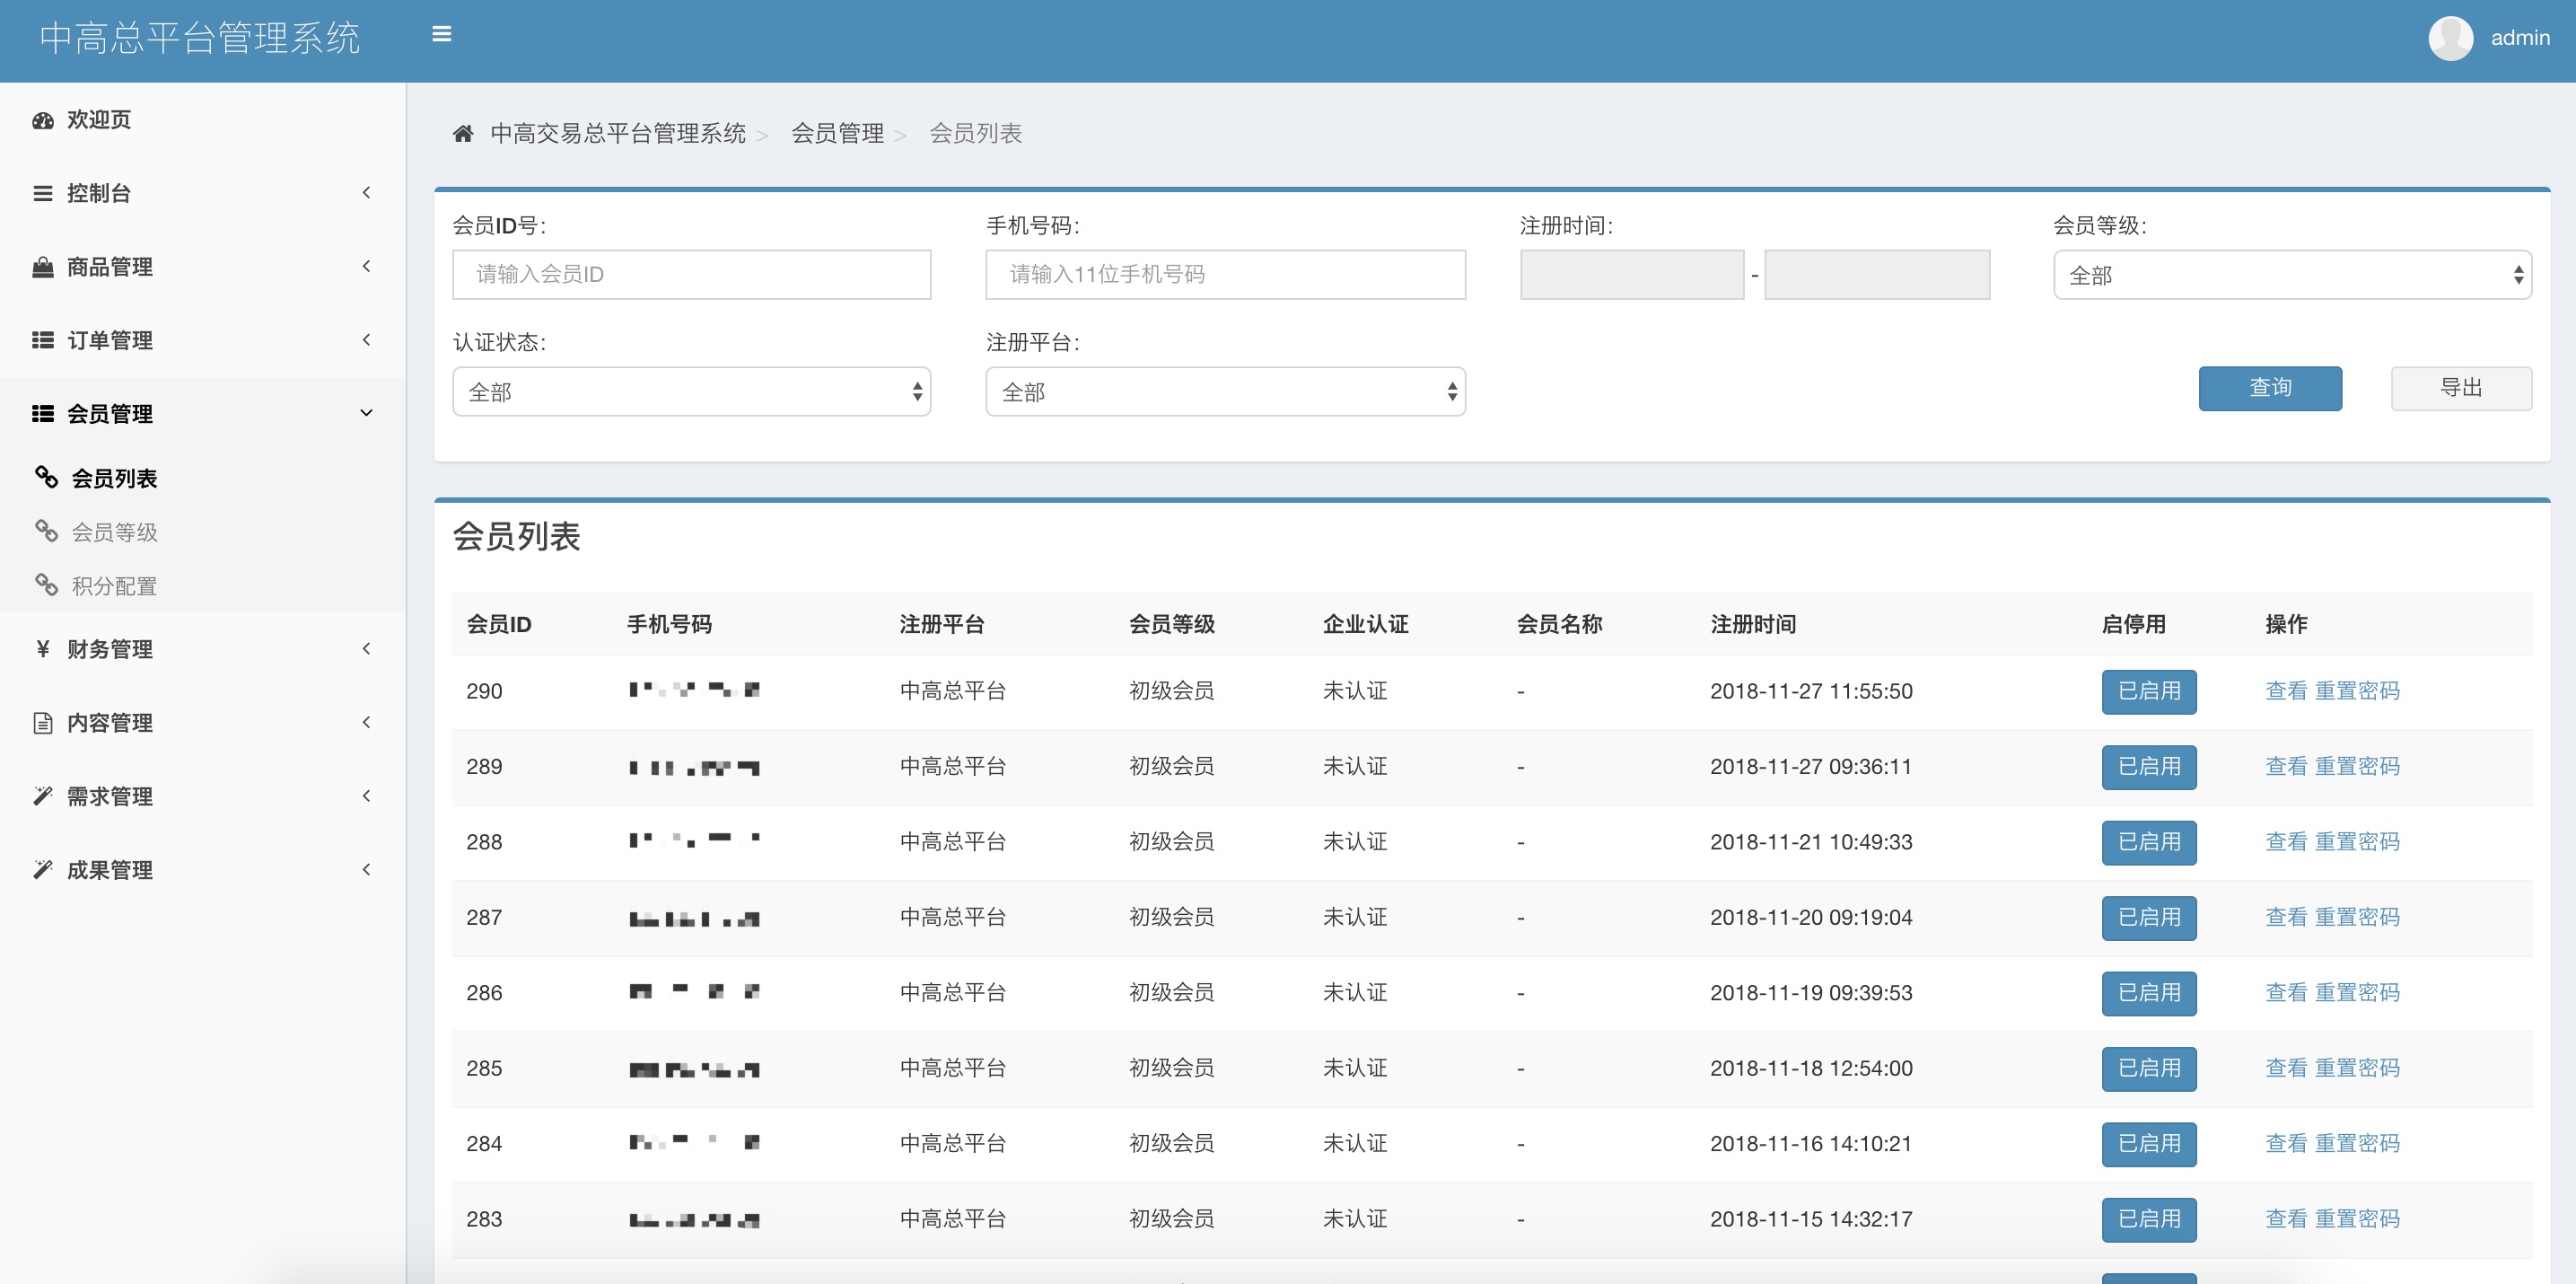 中高总平台管理系统
admin
欢迎页
控制台
商品管理
订单管理
会员管理
会员列表
会员等级
积分配置
¥ 财务管理
内容管理
需求管理
成果管理
中高交易总平台管理系统 > 会员管理 > 会员列表
会员ID号: 手机号码: 注册时间: 会员等级:
请输入会员ID 请输入11位手机号码 - 全部
认证状态: 注册平台:
全部 全部 查询 导出
会员列表
会员ID 手机号码 注册平台 会员等级 企业认证 会员名称 注册时间 启停用 操作
290 中高总平台 初级会员 未认证 - 2018-11-27 11:55:50 已启用 查看 重置密码
289 中高总平台 初级会员 未认证 - 2018-11-27 09:36:11 已启用 查看 重置密码
288 中高总平台 初级会员 未认证 - 2018-11-21 10:49:33 已启用 查看 重置密码
287 中高总平台 初级会员 未认证 - 2018-11-20 09:19:04 已启用 查看 重置密码
286 中高总平台 初级会员 未认证 - 2018-11-19 09:39:53 已启用 查看 重置密码
285 中高总平台 初级会员 未认证 - 2018-11-18 12:54:00 已启用 查看 重置密码
284 中高总平台 初级会员 未认证 - 2018-11-16 14:10:21 已启用 查看 重置密码
283 中高总平台 初级会员 未认证 - 2018-11-15 14:32:17 已启用 查看 重置密码